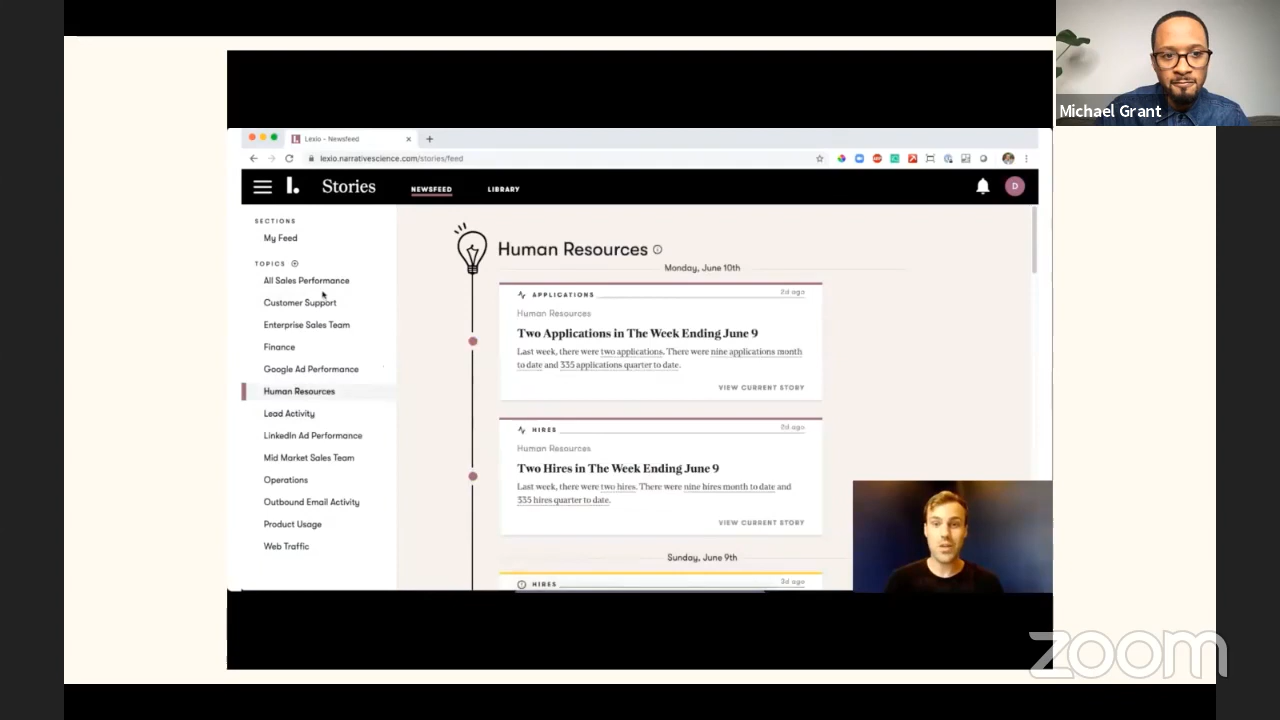 Michael Grant
Lexio - Newsfeed
lexio.narrativescience.com/stories/feed
l.
Stories
NEWSFEED
LIBRARY
D
SECTIONS
My Feed
TOPICS
All Sales Performance
Customer Support
Enterprise Sales Team
Finance
Google Ad Performance
Human Resources
Lead Activity
LinkedIn Ad Performance
Mid Market Sales Team
Operations
Outbound Email Activity
Product Usage
Web Traffic
Human Resources
Monday, June 10th
APPLICATIONS
2d ago
Human Resources
Two Applications in The Week Ending June 9
Last week, there were two applications. There were nine applications month
to date and 335 applications quarter to date.
VIEW CURRENT STORY
HIRES
2d ago
Human Resources
Two Hires in The Week Ending June 9
Last week, there were two hires. There were nine hires month to date and
335 hires quarter to date.
VIEW CURRENT STORY
Sunday, June 9th
HIRES
3d ago
zoom